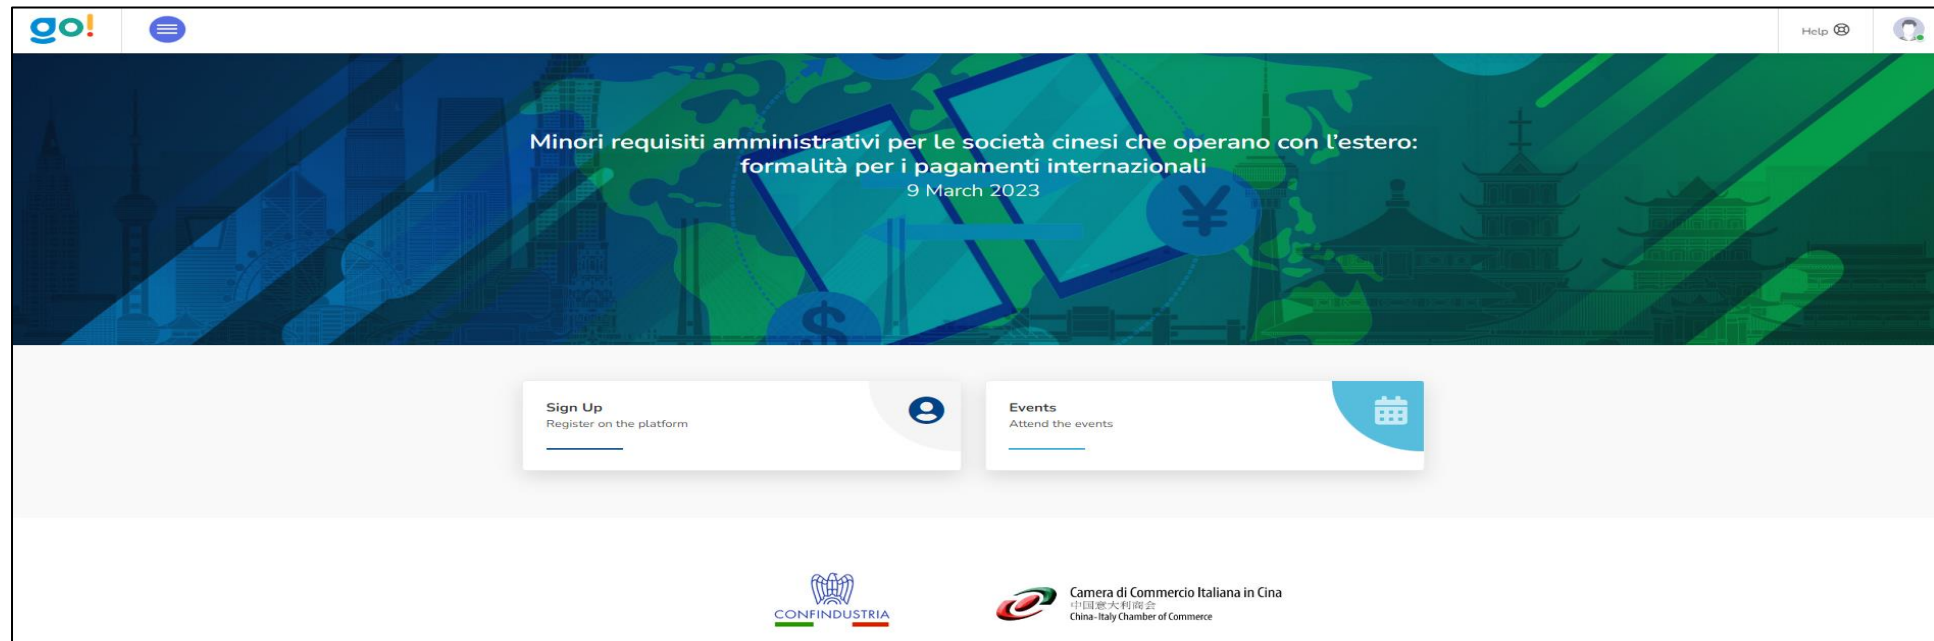 go!
Help
Minori requisiti amministrativi per le società cinesi che operano con l'estero:
formalità per i pagamenti internazionali
9 March 2023
¥
$
Sign Up
Register on the platform
Events
Attend the events
CONFINDUSTRIA
Camera di Commercio Italiana in Cina
中国意大利商会
China-Italy Chamber of Commerce